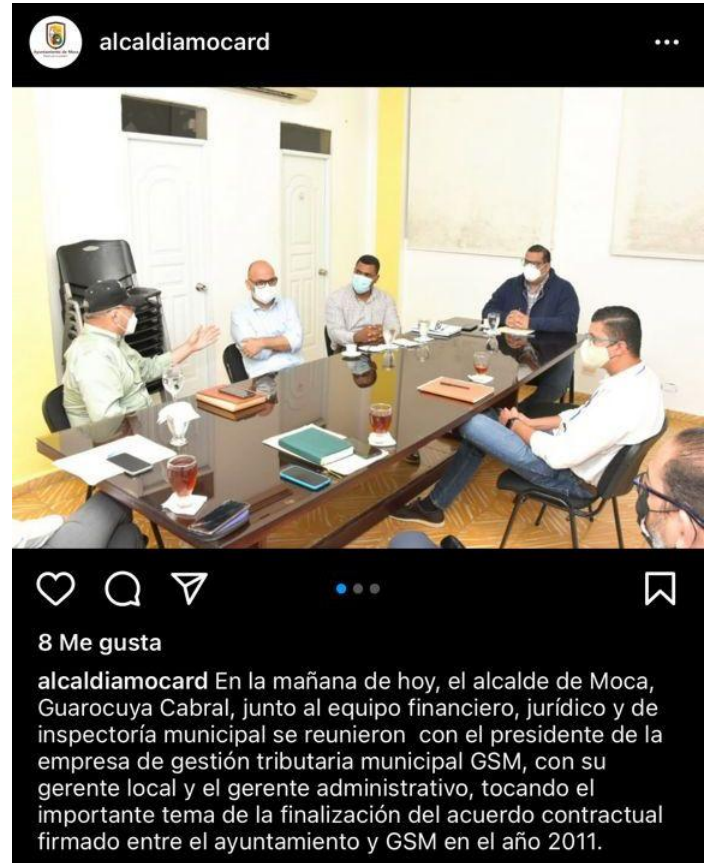 Ayuntamiento de Moca
alcaldiamocard
8 Me gusta
alcaldiamocard En la mañana de hoy, el alcalde de Moca,
Guarocuya Cabral, junto al equipo financiero, jurídico y de
inspectoría municipal se reunieron con el presidente de la
empresa de gestión tributaria municipal GSM, con su
gerente local y el gerente administrativo, tocando el
importante tema de la finalización del acuerdo contractual
firmado entre el ayuntamiento y GSM en el año 2011.